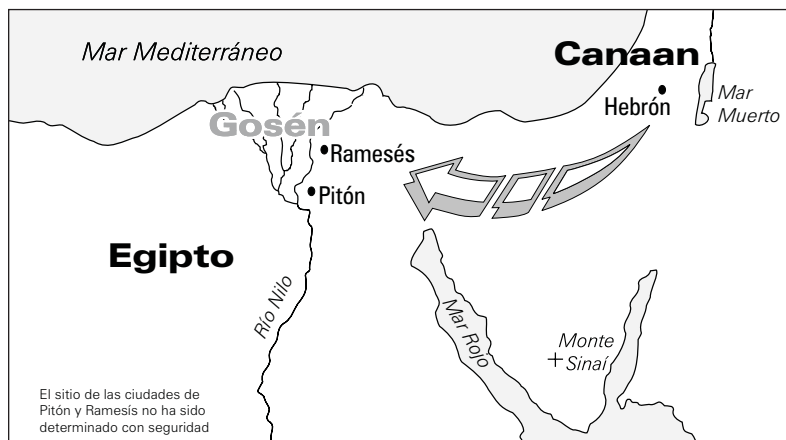 Mar Mediterráneo
Canaan
Hebrón
Mar
Muerto
Gosén
Ramesés
Pitón
Egipto
Río Nilo
Mar Rojo
Monte
Sinaí
El sitio de las ciudades de
Pitón y Ramesís no ha sido
determinado con seguridad